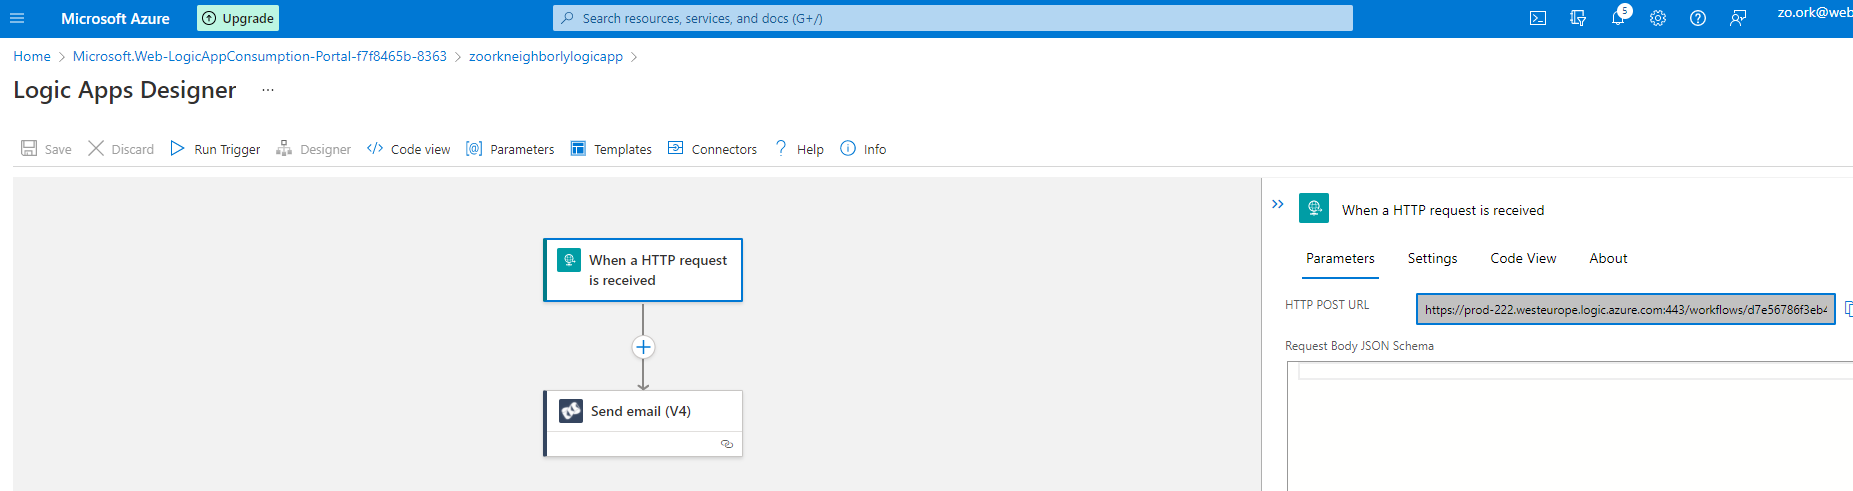 Microsoft Azure
Upgrade
Search resources, services, and docs (G+/)
5
zo.ork@web
Home > Microsoft.Web-LogicAppConsumption-Portal-f7f8465b-8363 > zoorkneighborlylogicapp >
Logic Apps Designer ...
Save Discard Run Trigger Designer Code view Parameters Templates Connectors Help Info
When a HTTP request
is received
Send email (V4)
When a HTTP request is received
Parameters Settings Code View About
HTTP POST URL
https://prod-222.westeurope.logic.azure.com:443/workflows/d7e56786f3eb4
Request Body JSON Schema